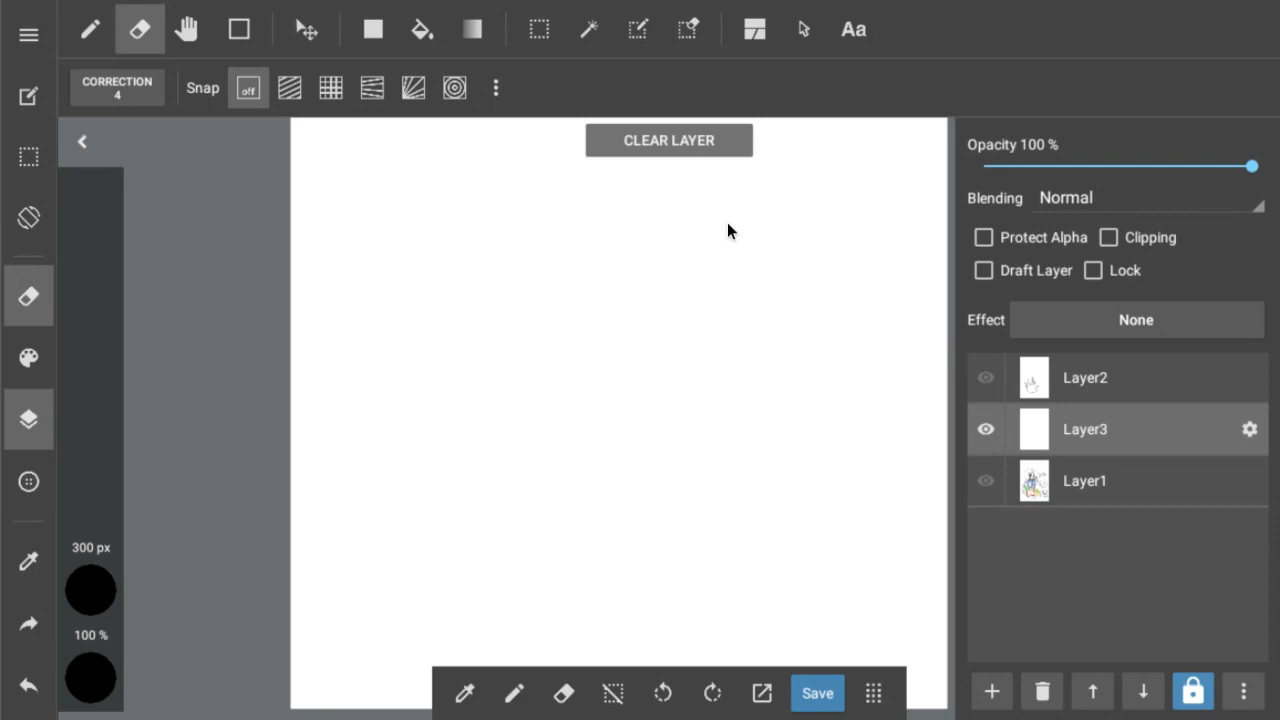 Aa
CORRECTION
4
Snap
off
CLEAR LAYER
Opacity 100 %
Blending Normal
Protect Alpha Clipping
Draft Layer Lock
Effect None
Layer2
Layer3
Layer1
300 px
100 %
Save